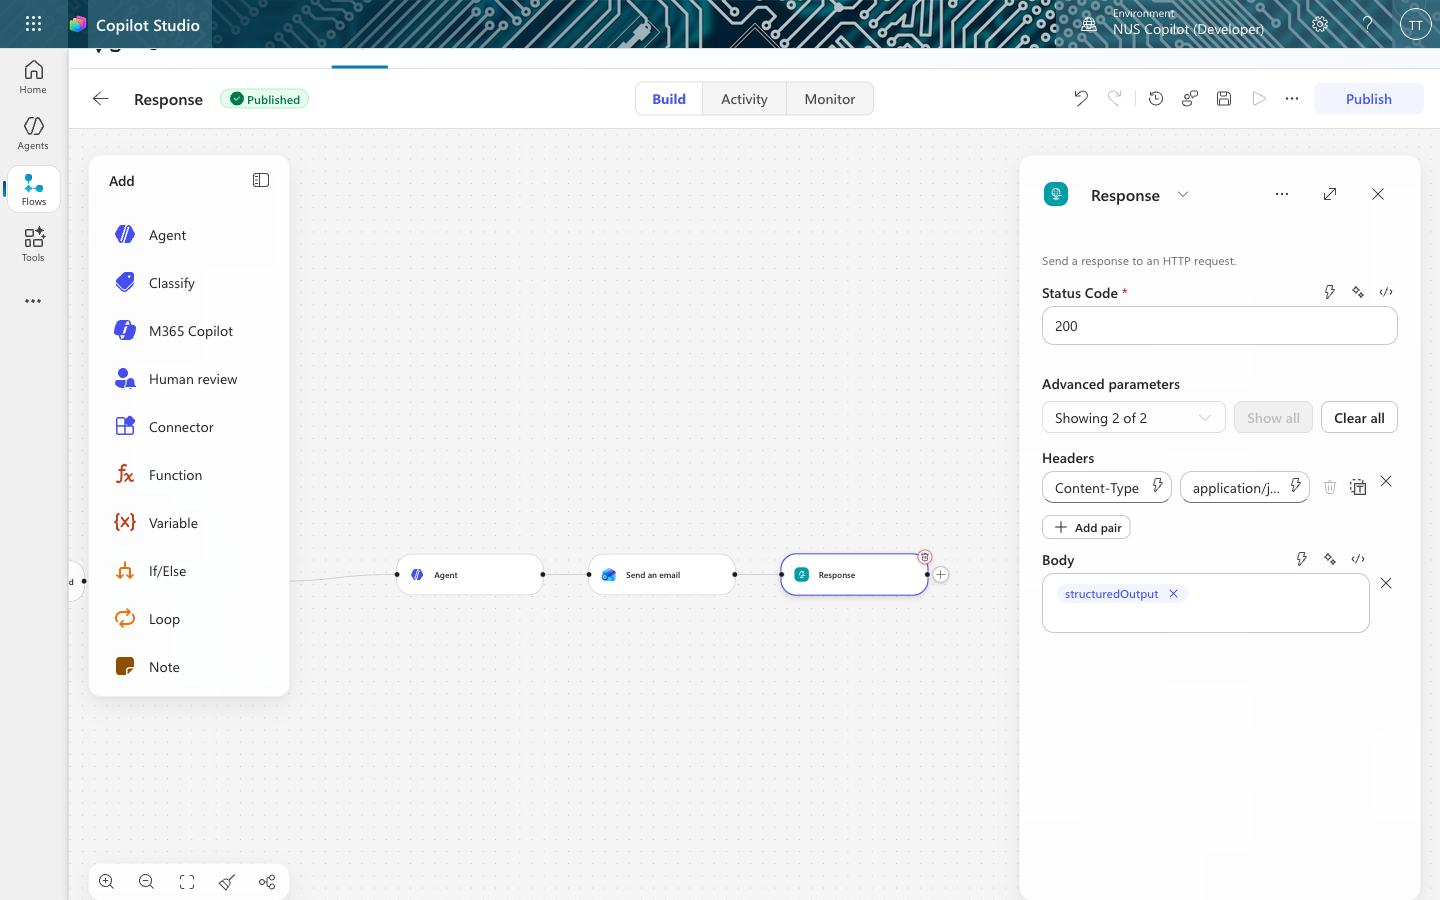 Copilot Studio
Environment
NUS Copilot (Developer)
TT
Home
Agents
Flows
Tools
Response
Published
Build
Activity
Monitor
Publish
Add
Agent
Classify
M365 Copilot
Human review
Connector
Function
Variable
If/Else
Loop
Note
d
Agent
Send an email
Response
Response
Send a response to an HTTP request.
Status Code *
200
Advanced parameters
Showing 2 of 2
Show all
Clear all
Headers
Content-Type
application/j...
Add pair
Body
structuredOutput